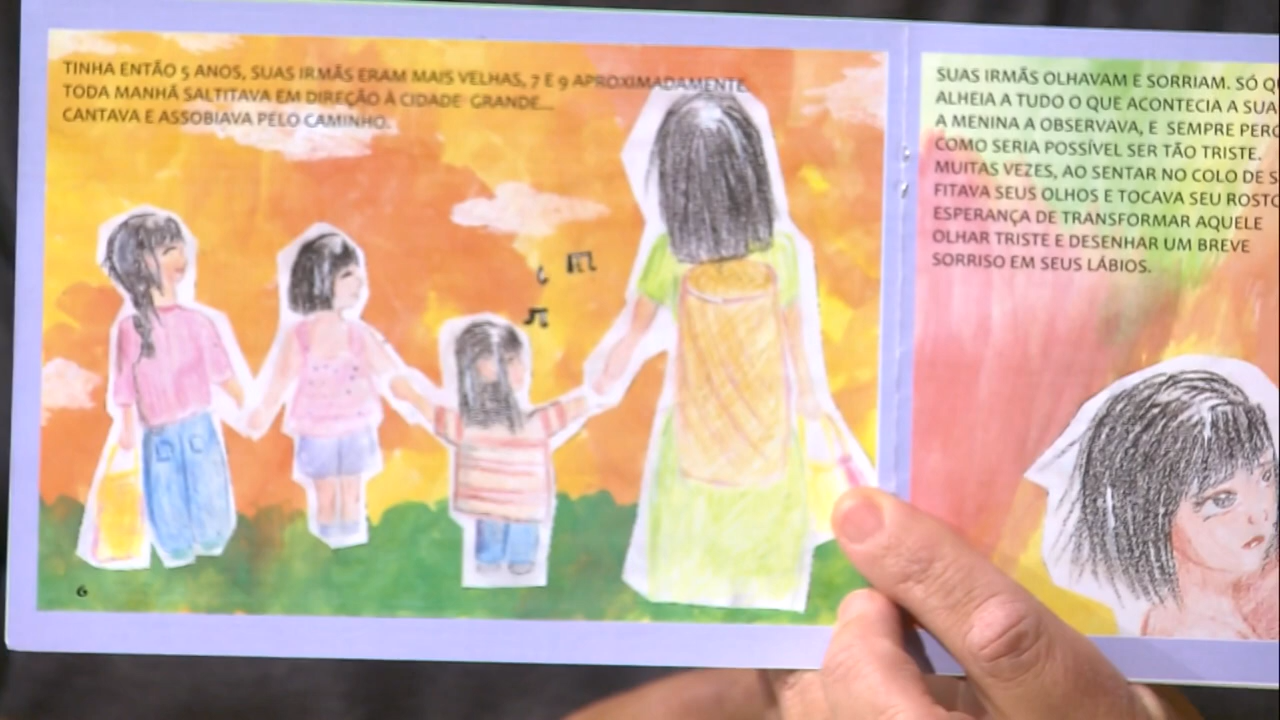 TINHA ENTÃO 5 ANOS, SUAS IRMÃS ERAM MAIS VELHAS, 7 E 9 APROXIMADAMENTE.
TODA MANHÃ SALTITAVA EM DIREÇÃO À CIDADE GRANDE...
CANTAVA E ASSOBIAVA PELO CAMINHO.
6
SUAS IRMÃS OLHAVAM E SORRIAM. SÓ
ALHEIA A TUDO O QUE ACONTECIA A SUA
A MENINA A OBSERVAVA, E SEMPRE
COMO SERIA POSSÍVEL SER TÃO TRISTE.
MUITAS VEZES, AO SENTAR NO COLO DE
FITAVA SEUS OLHOS E TOCAVA SEU ROSTO
ESPERANÇA DE TRANSFORMAR AQUELE
OLHAR TRISTE E DESENHAR UM BREVE
SORRISO EM SEUS LÁBIOS.